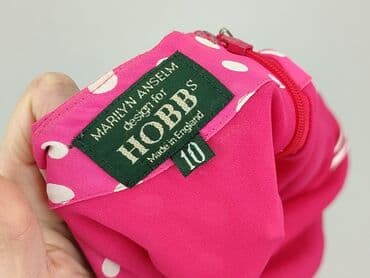 MARILYN ANSELM
design for
HOBBS
Made in England
10